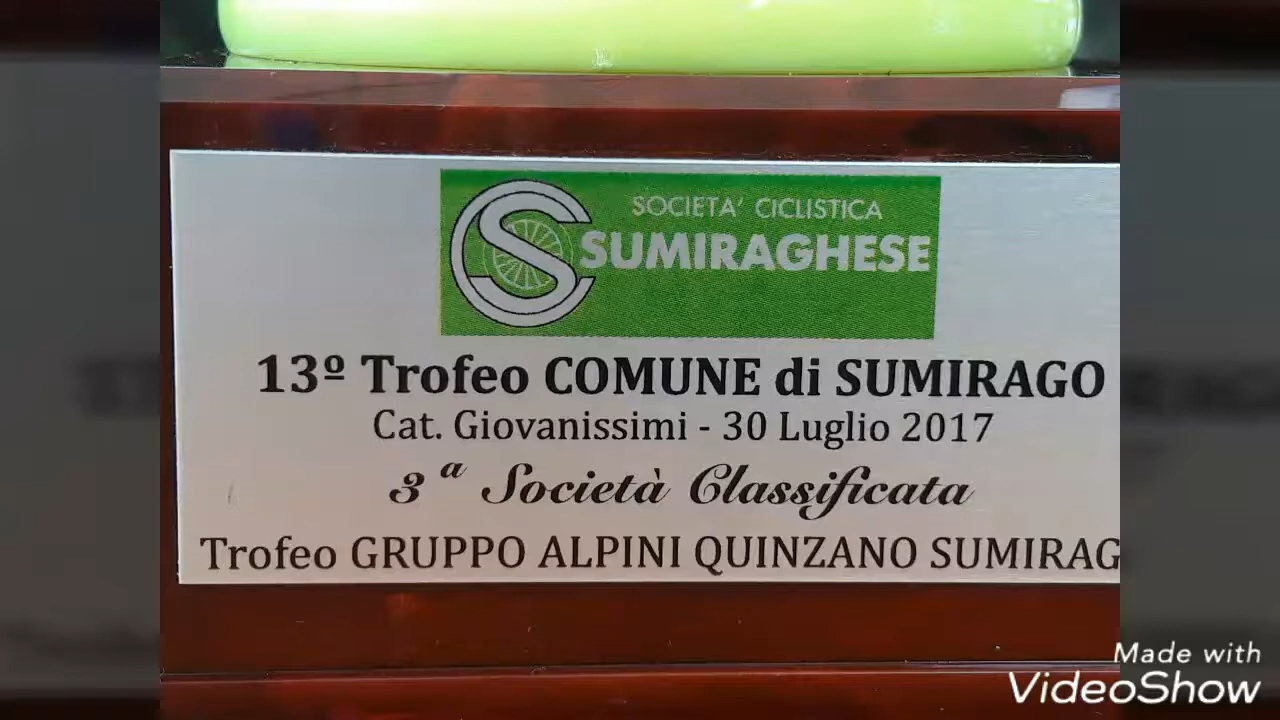 SOCIETA' CICLISTICA
SUMIRAGHESE
13º Trofeo COMUNE di SUMIRAGO
Cat. Giovanissimi - 30 Luglio 2017
3ª Società Classificata
Trofeo GRUPPO ALPINI QUINZANO SUMIRAG
Made with
VideoShow